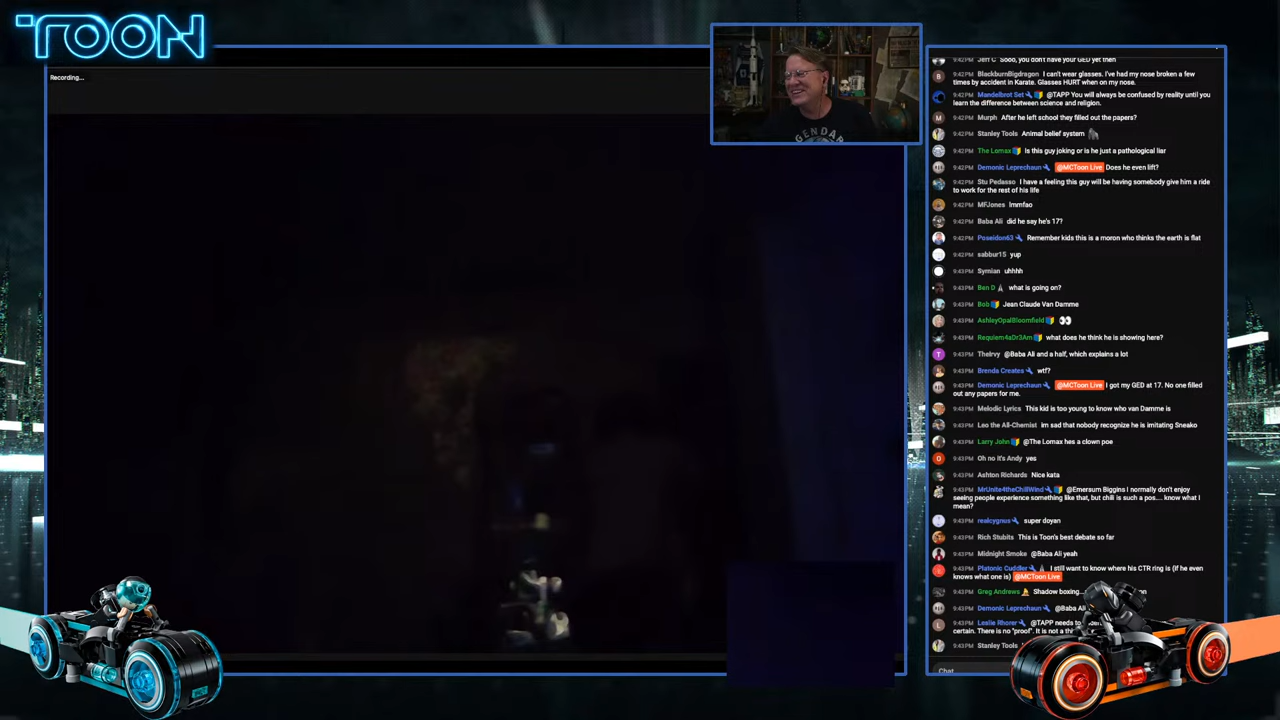 TOON
Recording...
LEGENDAR
9:42PM Jeff C Sooo, you don't have your GED yet then
BlackburnBigdragon I can't wear glasses. I've had my nose broken a few
times by accident in Karate. Glasses HURT when on my nose.
9:42PM Mandelbrot Set @TAPP You will always be confused by reality until you
learn the difference between science and religion.
9:42PM Murph After he left school they filled out the papers?
9:42PM Stanley Tools Animal belief system
9:42PM The Lomax Is this guy joking or is he just a pathological liar
9:42PM Demonic Leprechaun @MCToon Live Does he even lift?
9:42PM Stu Pedasso I have a feeling this guy will be having somebody give him a ride
to work for the rest of his life
9:42PM MFJones lmmfao
9:42PM Baba Ali did he say he's 17?
9:42PM Poseidon63 Remember kids this is a moron who thinks the earth is flat
9:42PM sabbur15 yup
9:43PM Symian uhhhh
9:43PM Ben D what is going on?
9:43PM Bob Jean Claude Van Damme
9:43PM AshleyOpalBloomfield 👀
9:43PM Requism4aDr3Am what does he think he is showing here?
9:43PM TheIrvy @Baba Ali and a half, which explains a lot
9:43PM Brenda Creates wtf?
9:43PM Demonic Leprechaun @MCToon Live I got my GED at 17. No one filled
out any papers for me.
9:43PM Melodic Lyrics This kid is too young to know who van Damme is
9:43PM Leo the All-Chemist im sad that nobody recognize he is imitating Sneako
9:43PM Larry John @The Lomax hes a clown poe
9:43PM Oh no it's Andy yes
9:43PM Ashton Richards Nice kata
9:43PM MrUnite4theChillWind @Emersum Biggins I normally don't enjoy
seeing people experience something like that, but chill is such a pos.... know what I
mean?
9:43PM realcygnus super doyan
9:43PM Rich Stubits This is Toon's best debate so far
9:43PM Midnight Smoke @Baba Ali yeah
9:43PM Platonic Cuddler I still want to know where his CTR ring is (if he even
knows what one is) @MCToon Live
9:43PM Greg Andrews Shadow boxing...
9:43PM Demonic Leprechaun @Baba
9:43PM Leslie Rhorer @TAPP needs to
certain. There is no "proof". It is not a
9:43PM Stanley Tools
Chat